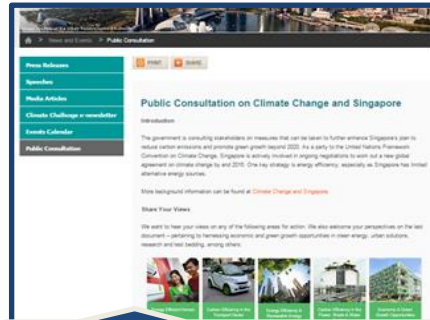 News and Events > Public Consultation
PRINT SHARE
Press Releases
Speeches
Media Articles
Climate Challenge e-newsletter
Events Calendar
Public Consultation
Public Consultation on Climate Change and Singapore
Introduction
The government is consulting stakeholders on measures that can be taken to further enhance Singapore's plan to
reduce carbon emissions and promote green growth beyond 2020. As a party to the United Nations Framework
Convention on Climate Change, Singapore is actively involved in ongoing negotiations to work out a new global
agreement on climate change by end 2015. One key strategy is energy efficiency, especially as Singapore has limited
alternative energy sources.
More background information can be found at Climate Change and Singapore.
Share Your Views
We want to hear your views on any of the following areas for action. We also welcome your perspectives on the last
document – pertaining to harnessing economic and green growth opportunities in clean energy, urban solutions,
research and test bedding, among others.